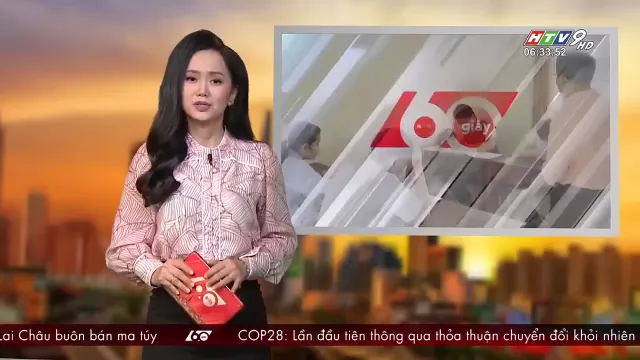 HTV9 HD
06:33:52
60
giây
Lai Châu buôn bán ma túy 60 COP28: Lần đầu tiên thông qua thỏa thuận chuyển đổi khỏi nhiên